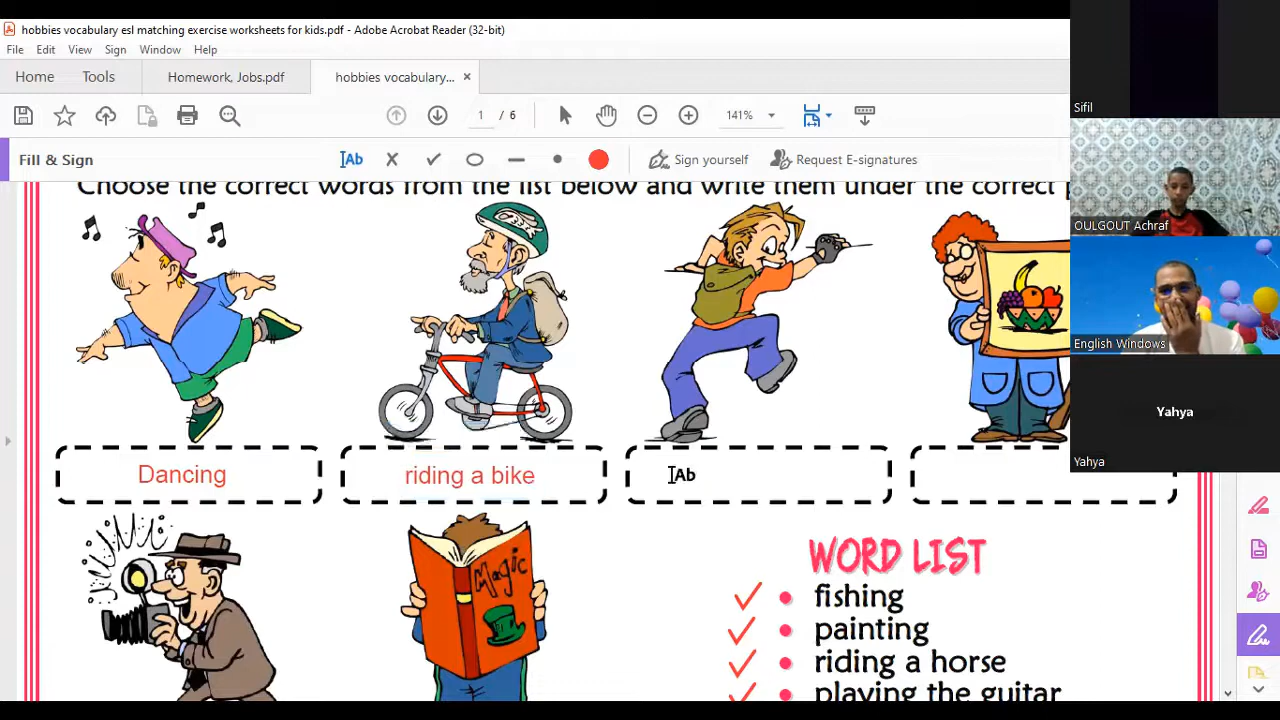 hobbies vocabulary esl matching exercise worksheets for kids.pdf - Adobe Acrobat Reader (32-bit)
File Edit View Sign Window Help
Home Tools Homework, Jobs.pdf hobbies vocabulary... ×
1 / 6 141%
Fill & Sign Ab Sign yourself Request E-signatures
Choose the correct words from the list below and write them under the correct
Sifil
OULGOUT Achraf
English Windows
Yahya
Yahya
Dancing riding a bike Ab
Magic
WORD LIST
fishing
painting
riding a horse
playing the guitar